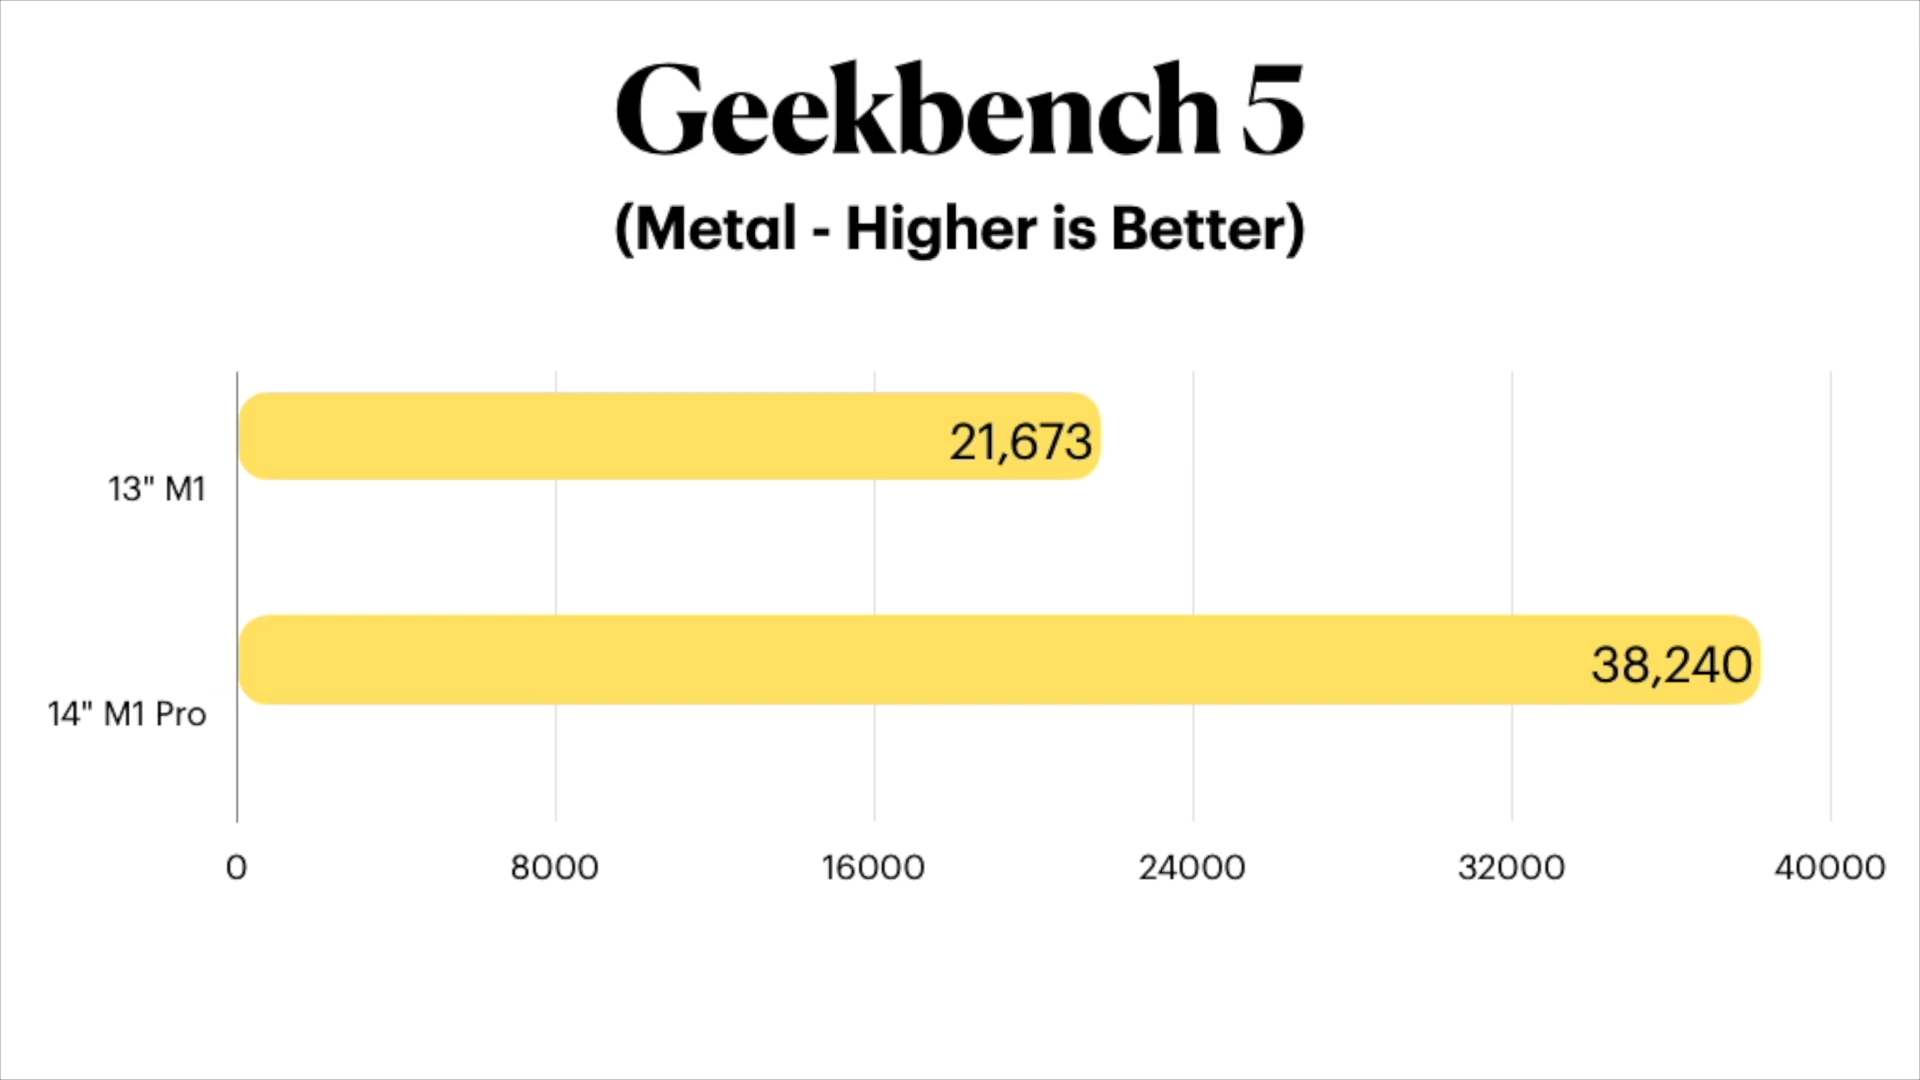 Geekbench 5
(Metal - Higher is Better)
21,673
13" M1
38,240
14" M1 Pro
0 8000 16000 24000 32000 40000